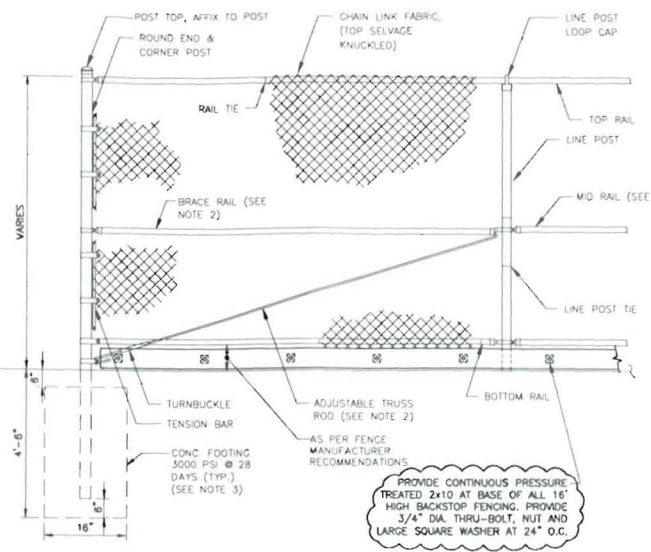 POST TOP, AFFIX TO POST
ROUND END &
CORNER POST
CHAIN LINK FABRIC,
(TOP SELVAGE
KNUCKLED)
LINE POST
LOOP CAP
RAIL TIE
TOP RAIL
LINE POST
BRACE RAIL (SEE
NOTE 2)
MID RAIL (SEE
VARIES
LINE POST TIE
6"
4'-6"
TURNBUCKLE
TENSION BAR
CONC. FOOTING
3000 PSI @ 28
DAYS (TYP.)
(SEE NOTE 3)
ADJUSTABLE TRUSS
ROD (SEE NOTE 2)
AS PER FENCE
MANUFACTURER
RECOMMENDATIONS
BOTTOM RAIL
6"
16"
PROVIDE CONTINUOUS PRESSURE
TREATED 2x10 AT BASE OF ALL 16'
HIGH BACKSTOP FENCING. PROVIDE
3/4" DIA. THRU-BOLT, NUT AND
LARGE SQUARE WASHER AT 24" O.C.